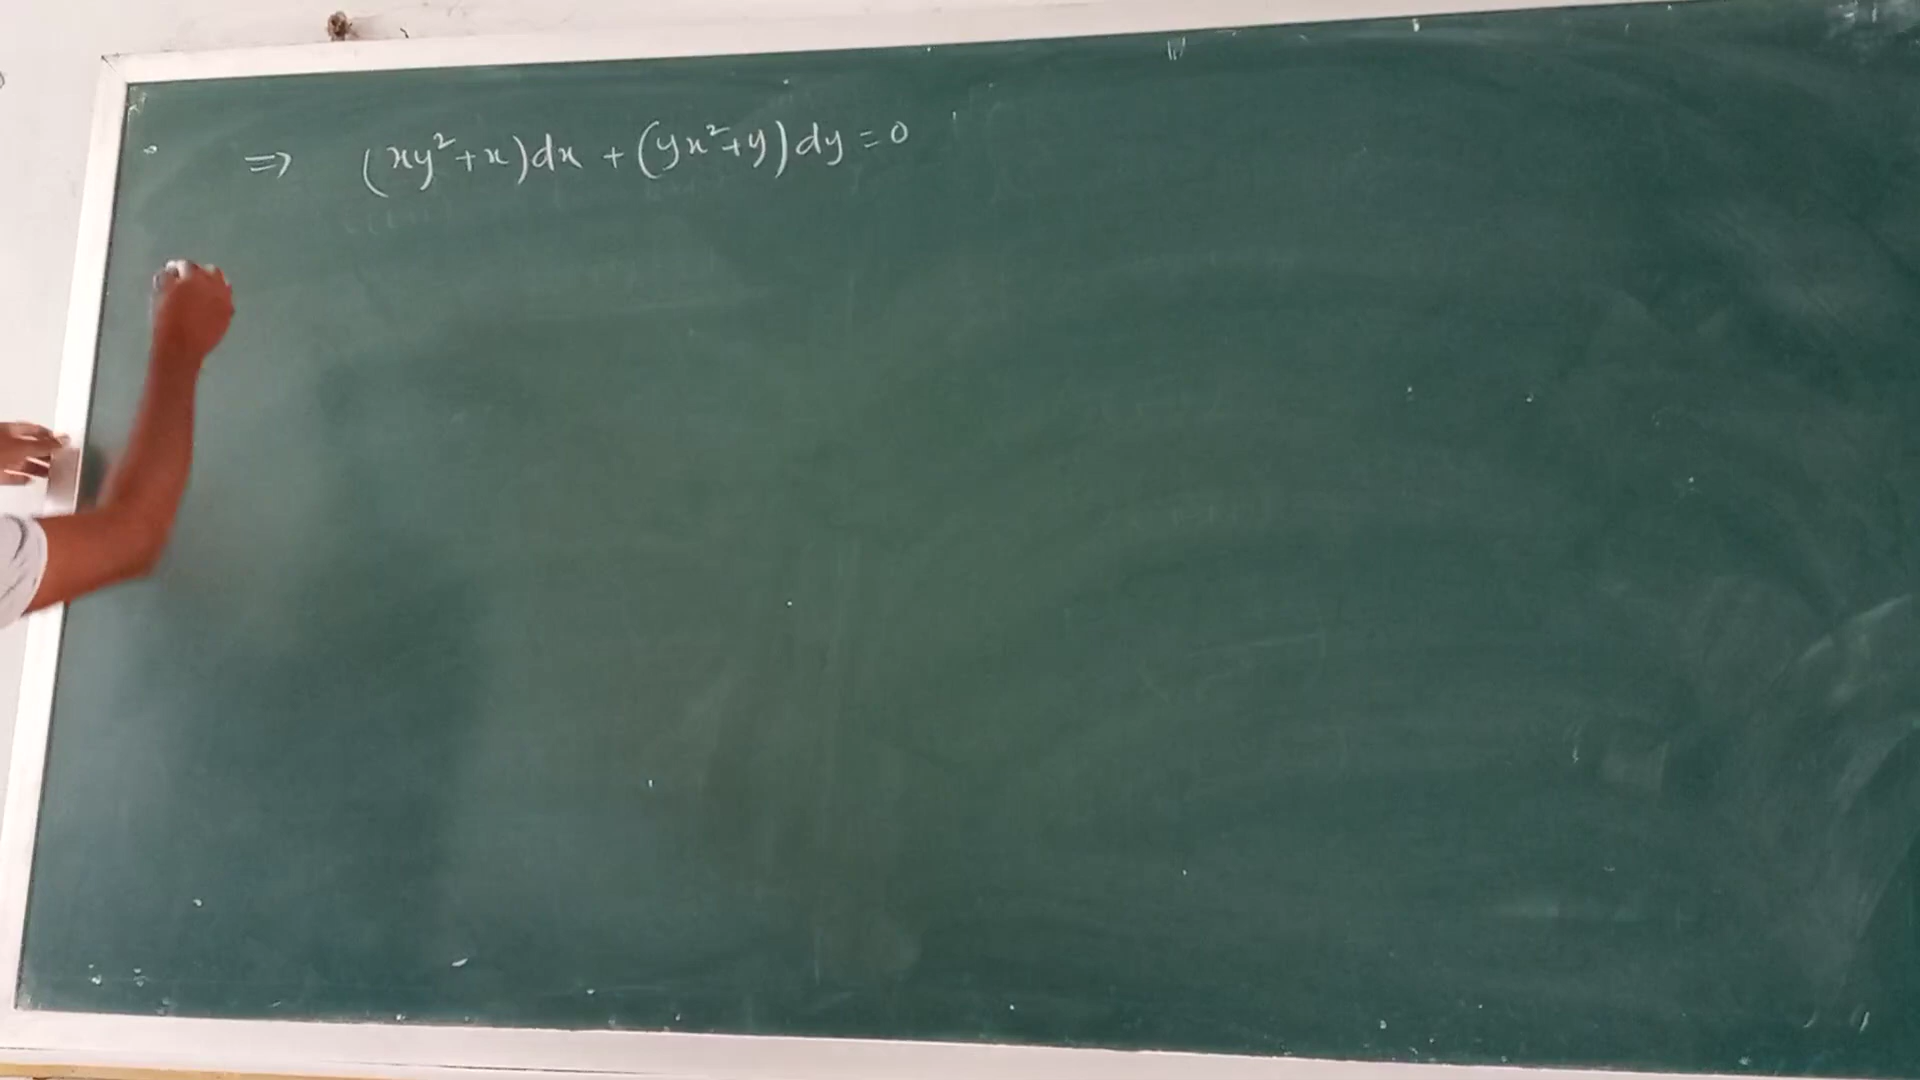 ⇒ (xy²+x)dx + (yx²+y)dy = 0